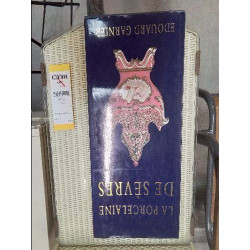 LA PORCELAINE
DE SEVRES
EDOUARD GARNIER